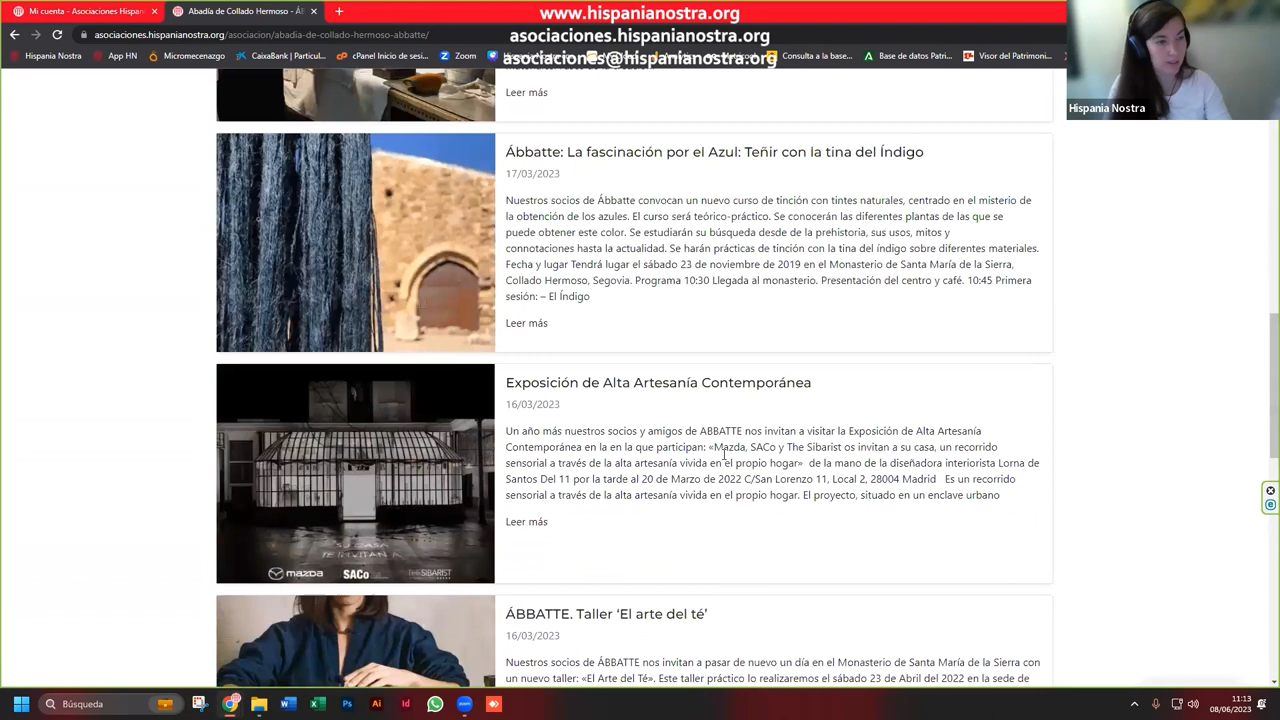 Mi cuenta - Asociaciones Hispani
Abadía de Collado Hermoso - Áb
www.hispanianostra.org
asociaciones.hispanianostra.org/asociacion/abadia-de-collado-hermoso-abbatte/
asociaciones.hispanianostra.org
Hispania Nostra
App HN
Micromecenazgo
CaixaBank | Particul...
cPanel Inicio de sesi...
Zoom
asociaciones@hispanianostra.org
Consulta a la base...
Base de datos Patri...
Visor del Patrimoni...
Hispania Nostra
Leer más
Ábbatte: La fascinación por el Azul: Teñir con la tina del Índigo
17/03/2023
Nuestros socios de Ábbatte convocan un nuevo curso de tinción con tintes naturales, centrado en el misterio de
la obtención de los azules. El curso será teórico-práctico. Se conocerán las diferentes plantas de las que se
puede obtener este color. Se estudiarán su búsqueda desde de la prehistoria, sus usos, mitos y
connotaciones hasta la actualidad. Se harán prácticas de tinción con la tina del índigo sobre diferentes materiales.
Fecha y lugar Tendrá lugar el sábado 23 de noviembre de 2019 en el Monasterio de Santa María de la Sierra,
Collado Hermoso, Segovia. Programa 10:30 Llegada al monasterio. Presentación del centro y café. 10:45 Primera
sesión: – El Índigo
Leer más
Exposición de Alta Artesanía Contemporánea
16/03/2023
Un año más nuestros socios y amigos de ABBATTE nos invitan a visitar la Exposición de Alta Artesanía
Contemporánea en la en la que participan: «Mazda, SACo y The Sibarist os invitan a su casa, un recorrido
sensorial a través de la alta artesanía vivida en el propio hogar» de la mano de la diseñadora interiorista Lorna de
Santos Del 11 por la tarde al 20 de Marzo de 2022 C/San Lorenzo 11, Local 2, 28004 Madrid Es un recorrido
sensorial a través de la alta artesanía vivida en el propio hogar. El proyecto, situado en un enclave urbano
Leer más
SU CASA
TE INVITAN A
mazda
SACo
THESIBARIST
ÁBBATTE. Taller ‘El arte del té’
16/03/2023
Nuestros socios de ÁBBATTE nos invitan a pasar de nuevo un día en el Monasterio de Santa María de la Sierra con
un nuevo taller: «El Arte del Té». Este taller práctico lo realizaremos el sábado 23 de Abril del 2022 en la sede de
Búsqueda
11:13
08/06/2023